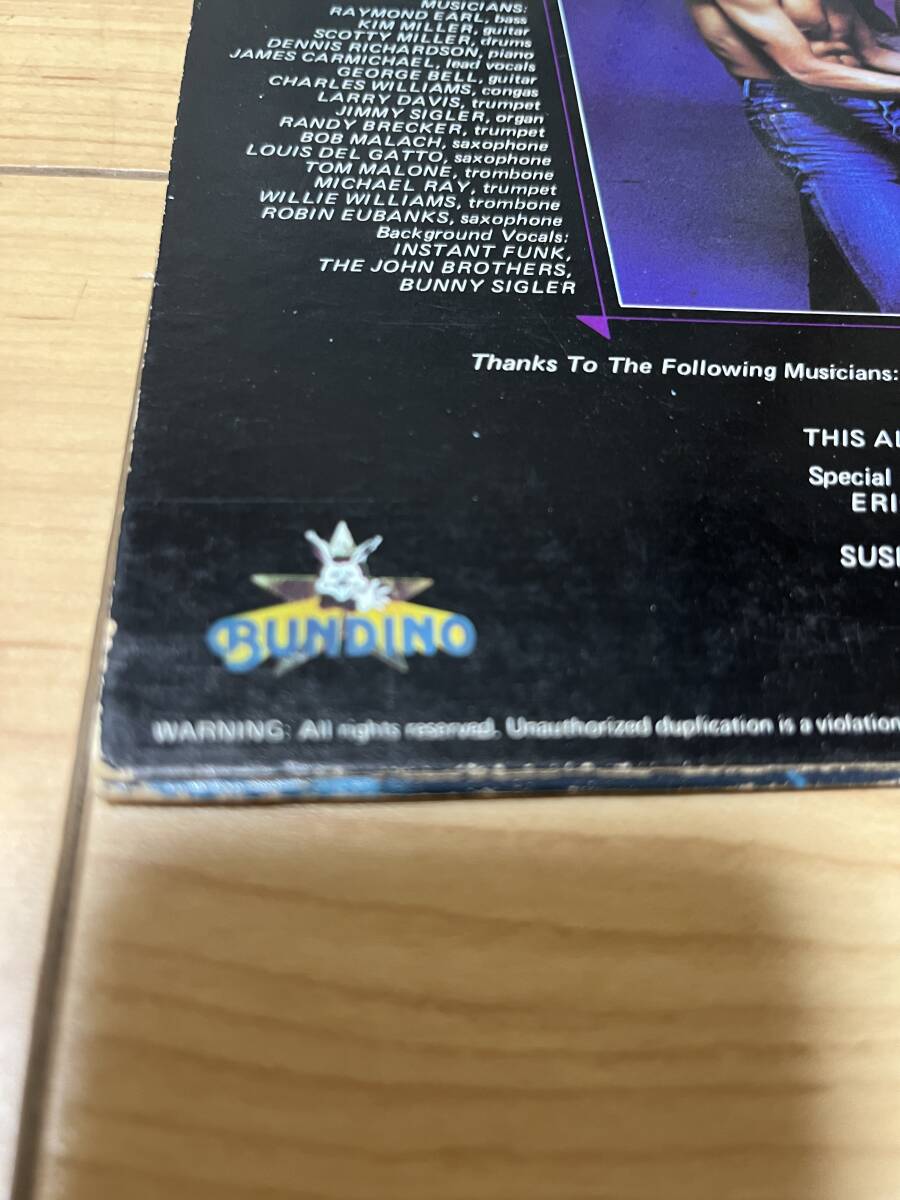 MUSICIANS:
RAYMOND EARL, bass
KIM MILLER, guitar
SCOTTY MILLER, drums
DENNIS RICHARDSON, piano
JAMES CARMICHAEL, lead vocals
GEORGE BELL, guitar
CHARLES WILLIAMS, congas
LARRY DAVIS, trumpet
JIMMY SIGLER, organ
RANDY BRECKER, trumpet
BOB MALACH, saxophone
LOUIS DEL GATTO, saxophone
TOM MALONE, trombone
MICHAEL RAY, trumpet
WILLIE WILLIAMS, trombone
ROBIN EUBANKS, saxophone
Background Vocals:
INSTANT FUNK,
THE JOHN BROTHERS,
BUNNY SIGLER
Thanks To The Following Musicians:
THIS AL
Special
ERI
SUSI
BUNDINO
WARNING: All rights reserved. Unauthorized duplication is a violation